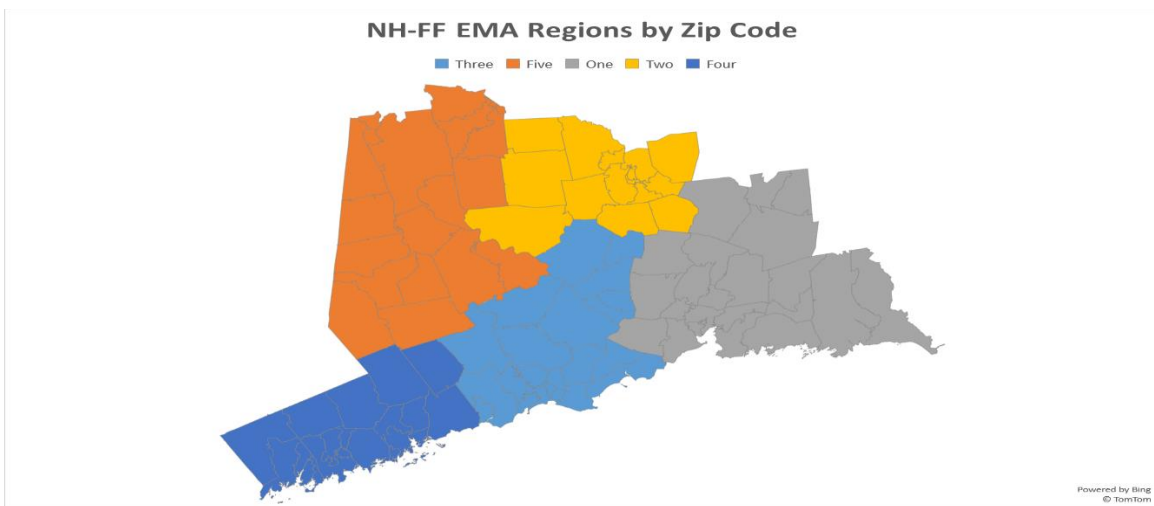 NH-FF EMA Regions by Zip Code
Three Five One Two Four
Powered by Bing
© TomTom